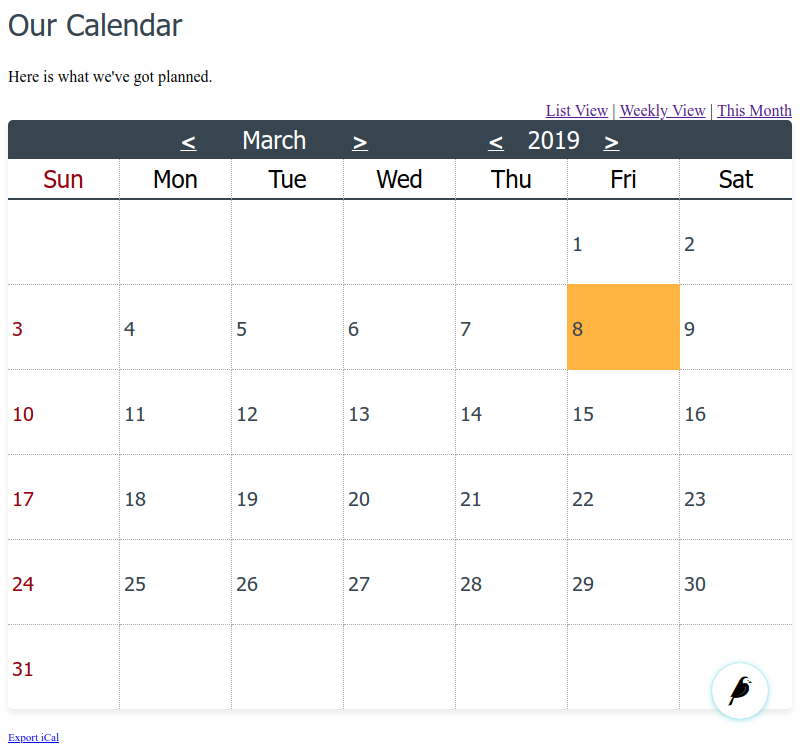 Our Calendar
Here is what we've got planned.
List View | Weekly View | This Month
< March > < 2019 >
Sun Mon Tue Wed Thu Fri Sat
1 2
3 4 5 6 7 8 9
10 11 12 13 14 15 16
17 18 19 20 21 22 23
24 25 26 27 28 29 30
31
Export iCal